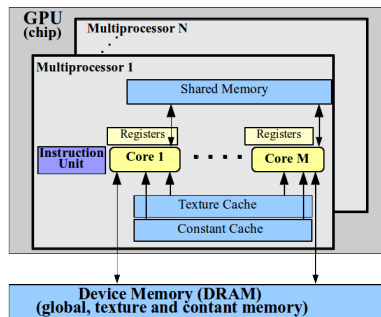 GPU
(chip)
Multiprocessor N
Multiprocessor 1
Shared Memory
Registers
Registers
Instruction
Unit
Core 1
Core M
Texture Cache
Constant Cache
Device Memory (DRAM)
(global, texture and contant memory)